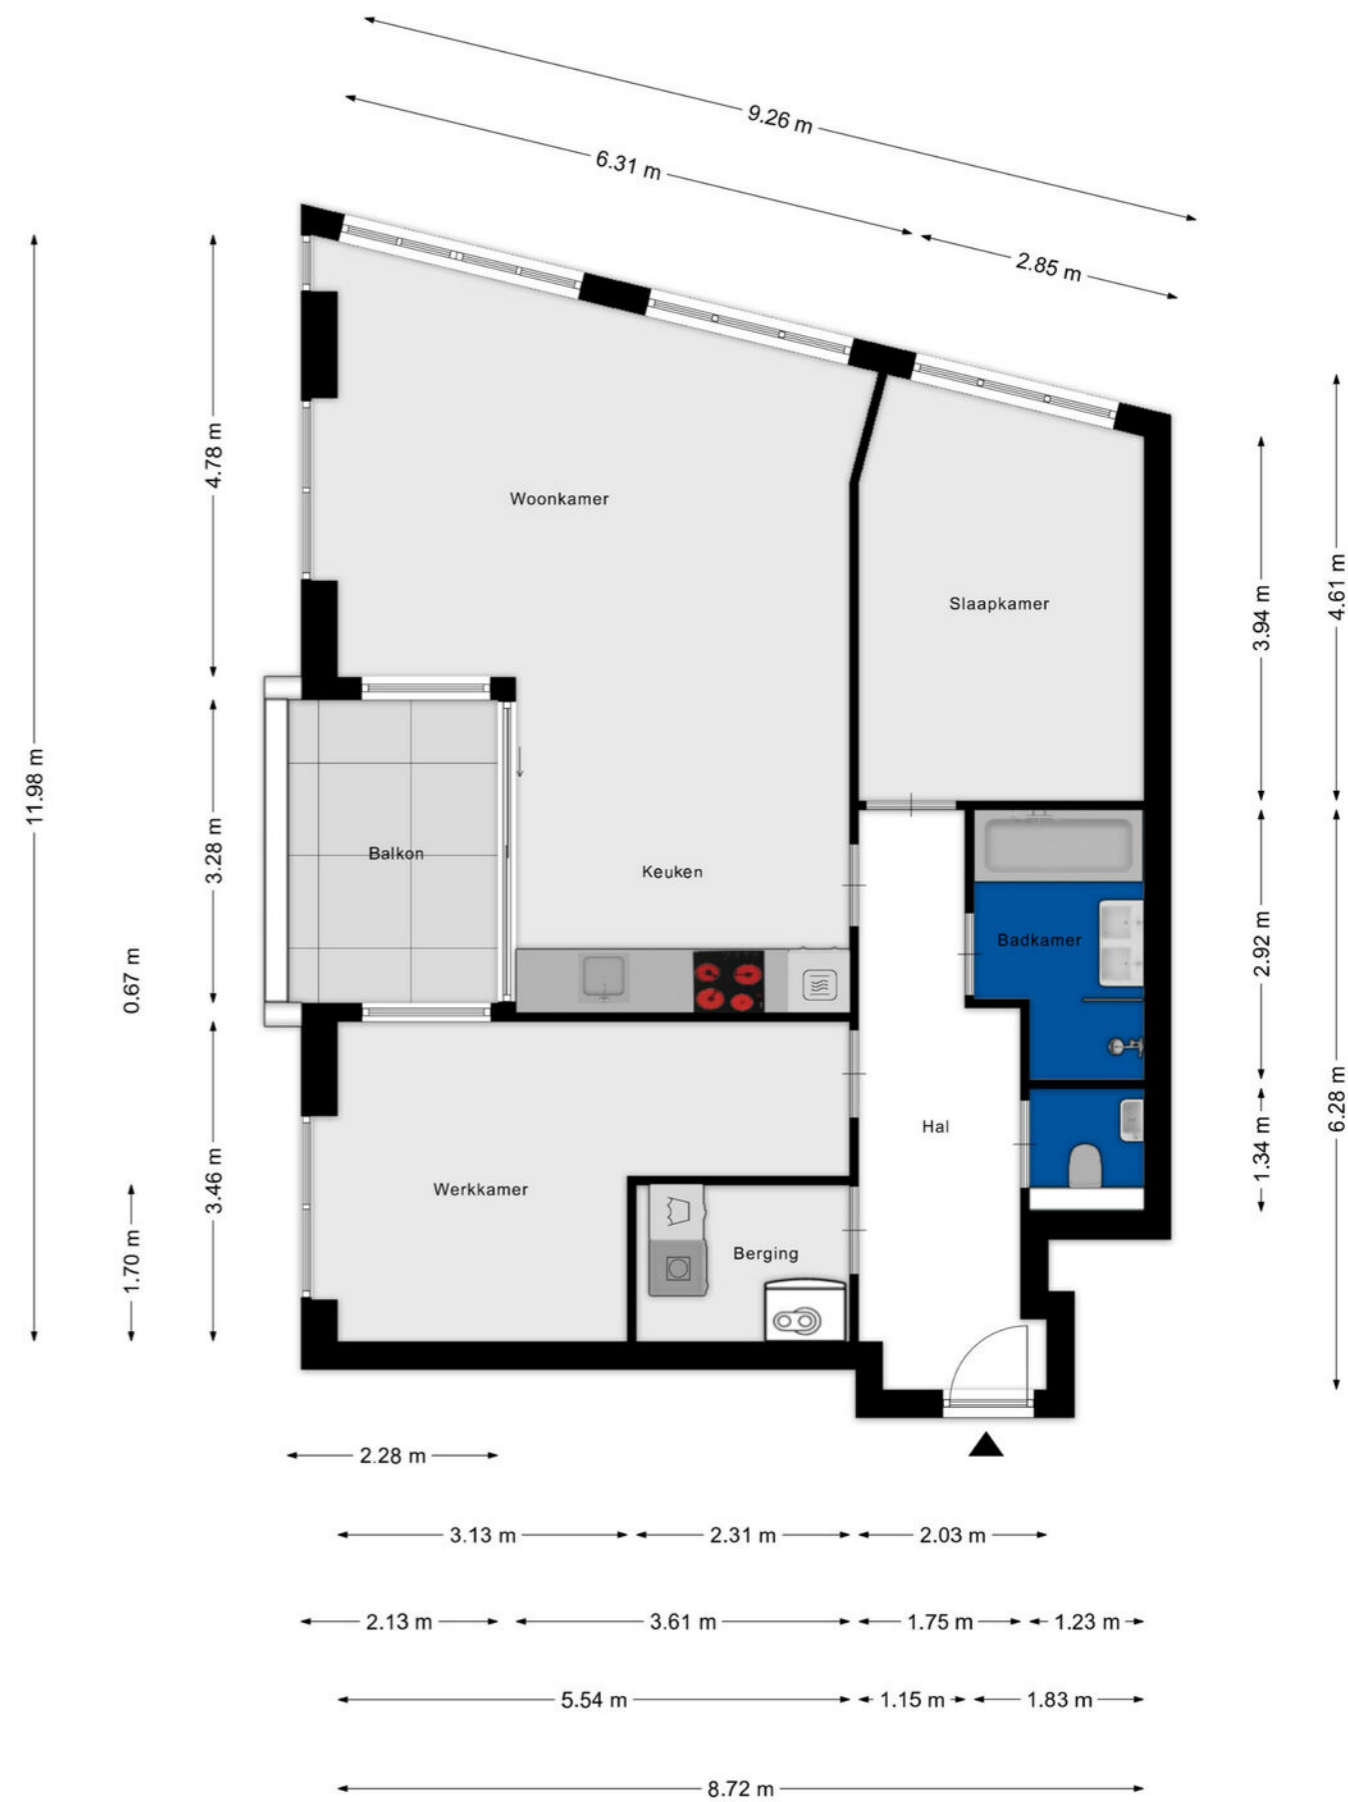 9.26 m
6.31 m
2.85 m
4.78 m
Woonkamer
4.61 m
Slaapkamer
3.94 m
11.98 m
3.28 m
Balkon
Keuken
0.67 m
Badkamer
2.92 m
Hal
1.34 m
6.28 m
3.46 m
Werkkamer
1.70 m
Berging
2.28 m
3.13 m
2.31 m
2.03 m
2.13 m
3.61 m
1.75 m
1.23 m
5.54 m
1.15 m
1.83 m
8.72 m